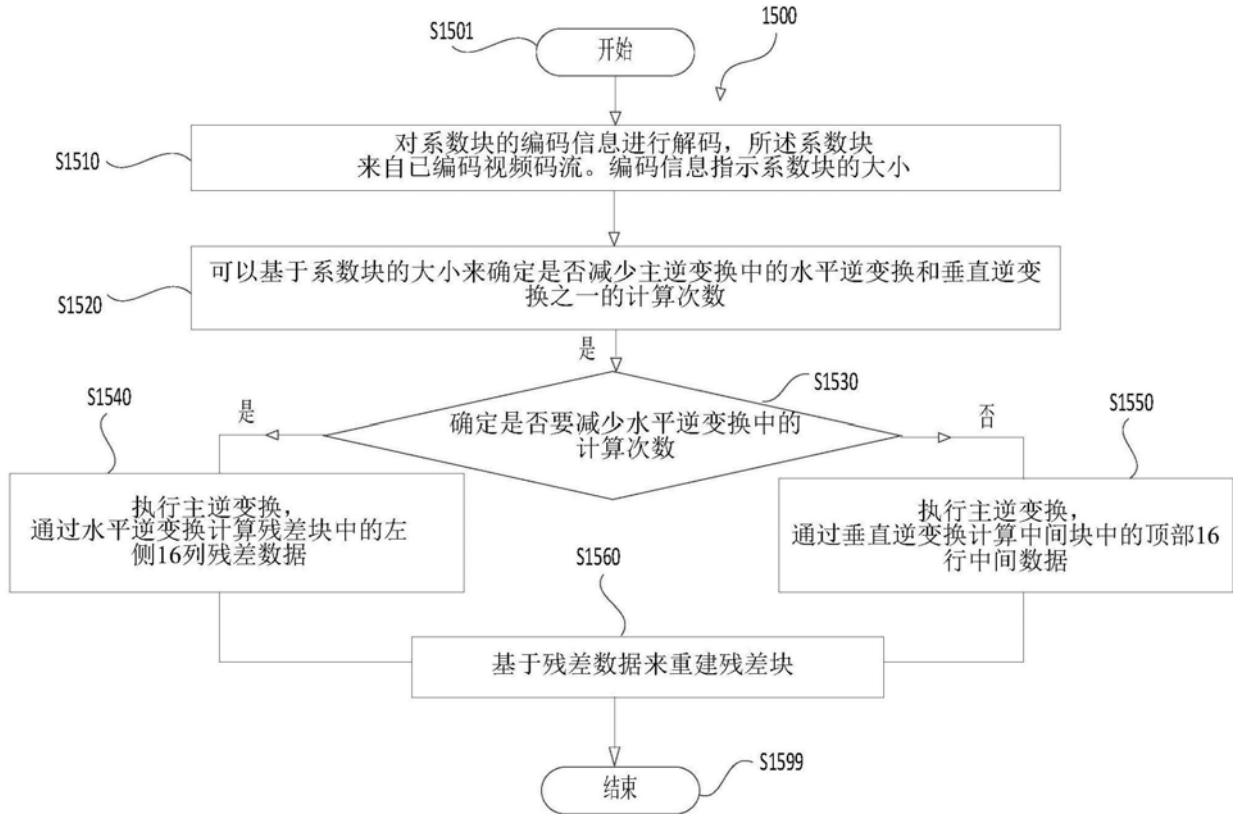 S1501
开始
1500
S1510
对系数块的编码信息进行解码，所述系数块
来自已编码视频码流。编码信息指示系数块的大小
S1520
可以基于系数块的大小来确定是否减少主逆变换中的水平逆变换和垂直逆变
换之一的计算次数
是
S1530
确定是否要减少水平逆变换中的
计算次数
S1540
是
否
S1550
执行主逆变换，
通过水平逆变换计算残差块中的左
侧16列残差数据
执行主逆变换，
通过垂直逆变换计算中间块中的顶部16
行中间数据
S1560
基于残差数据来重建残差块
结束
S1599